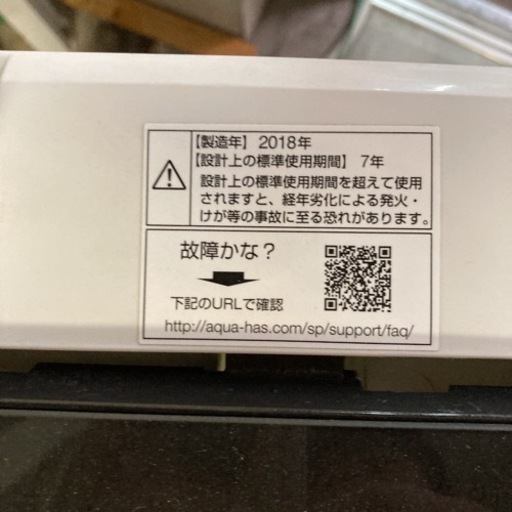 【製造年】 2018年
【設計上の標準使用期間】 7年
設計上の標準使用期間を超えて使用
されますと、経年劣化による発火・
けが等の事故に至る恐れがあります。
故障かな？
下記のURLで確認
http://aqua-has.com/sp/support/faq/